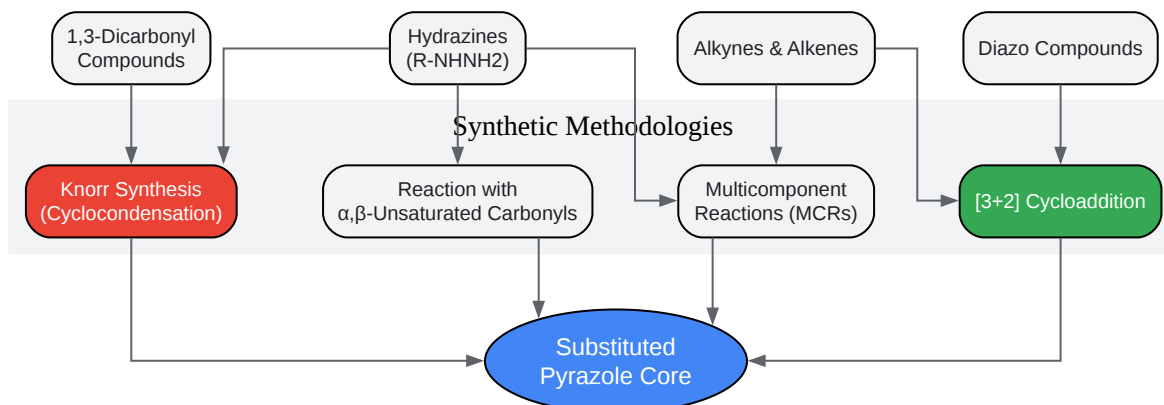 1,3-Dicarbonyl
Compounds
Hydrazines
(R-NHNH2)
Alkynes & Alkenes
Diazo Compounds
Synthetic Methodologies
Knorr Synthesis
(Cyclocondensation)
Reaction with
α,β-Unsaturated Carbonyls
Multicomponent
Reactions (MCRs)
[3+2] Cycloaddition
Substituted
Pyrazole Core